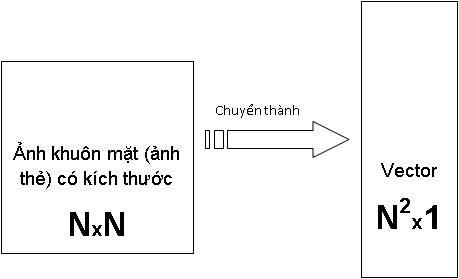 Ảnh khuôn mặt (ảnh
thẻ) có kích thước
NxN
Chuyển thành
Vector
N²x1